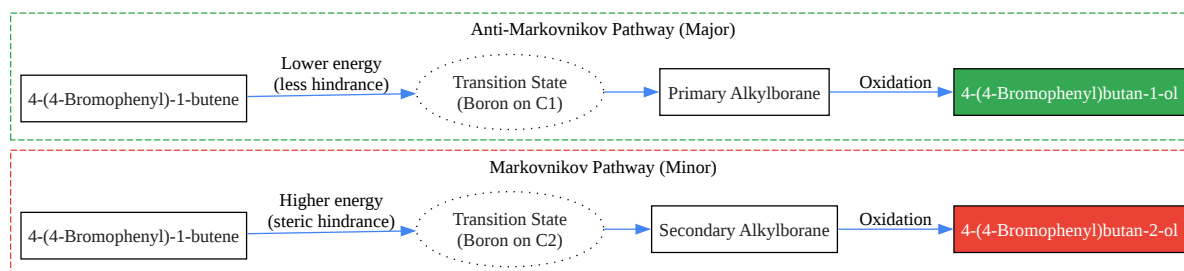 Anti-Markovnikov Pathway (Major)
4-(4-Bromophenyl)-1-butene
Lower energy
(less hindrance)
Transition State
(Boron on C1)
Primary Alkylborane
Oxidation
4-(4-Bromophenyl)butan-1-ol
Markovnikov Pathway (Minor)
4-(4-Bromophenyl)-1-butene
Higher energy
(steric hindrance)
Transition State
(Boron on C2)
Secondary Alkylborane
Oxidation
4-(4-Bromophenyl)butan-2-ol